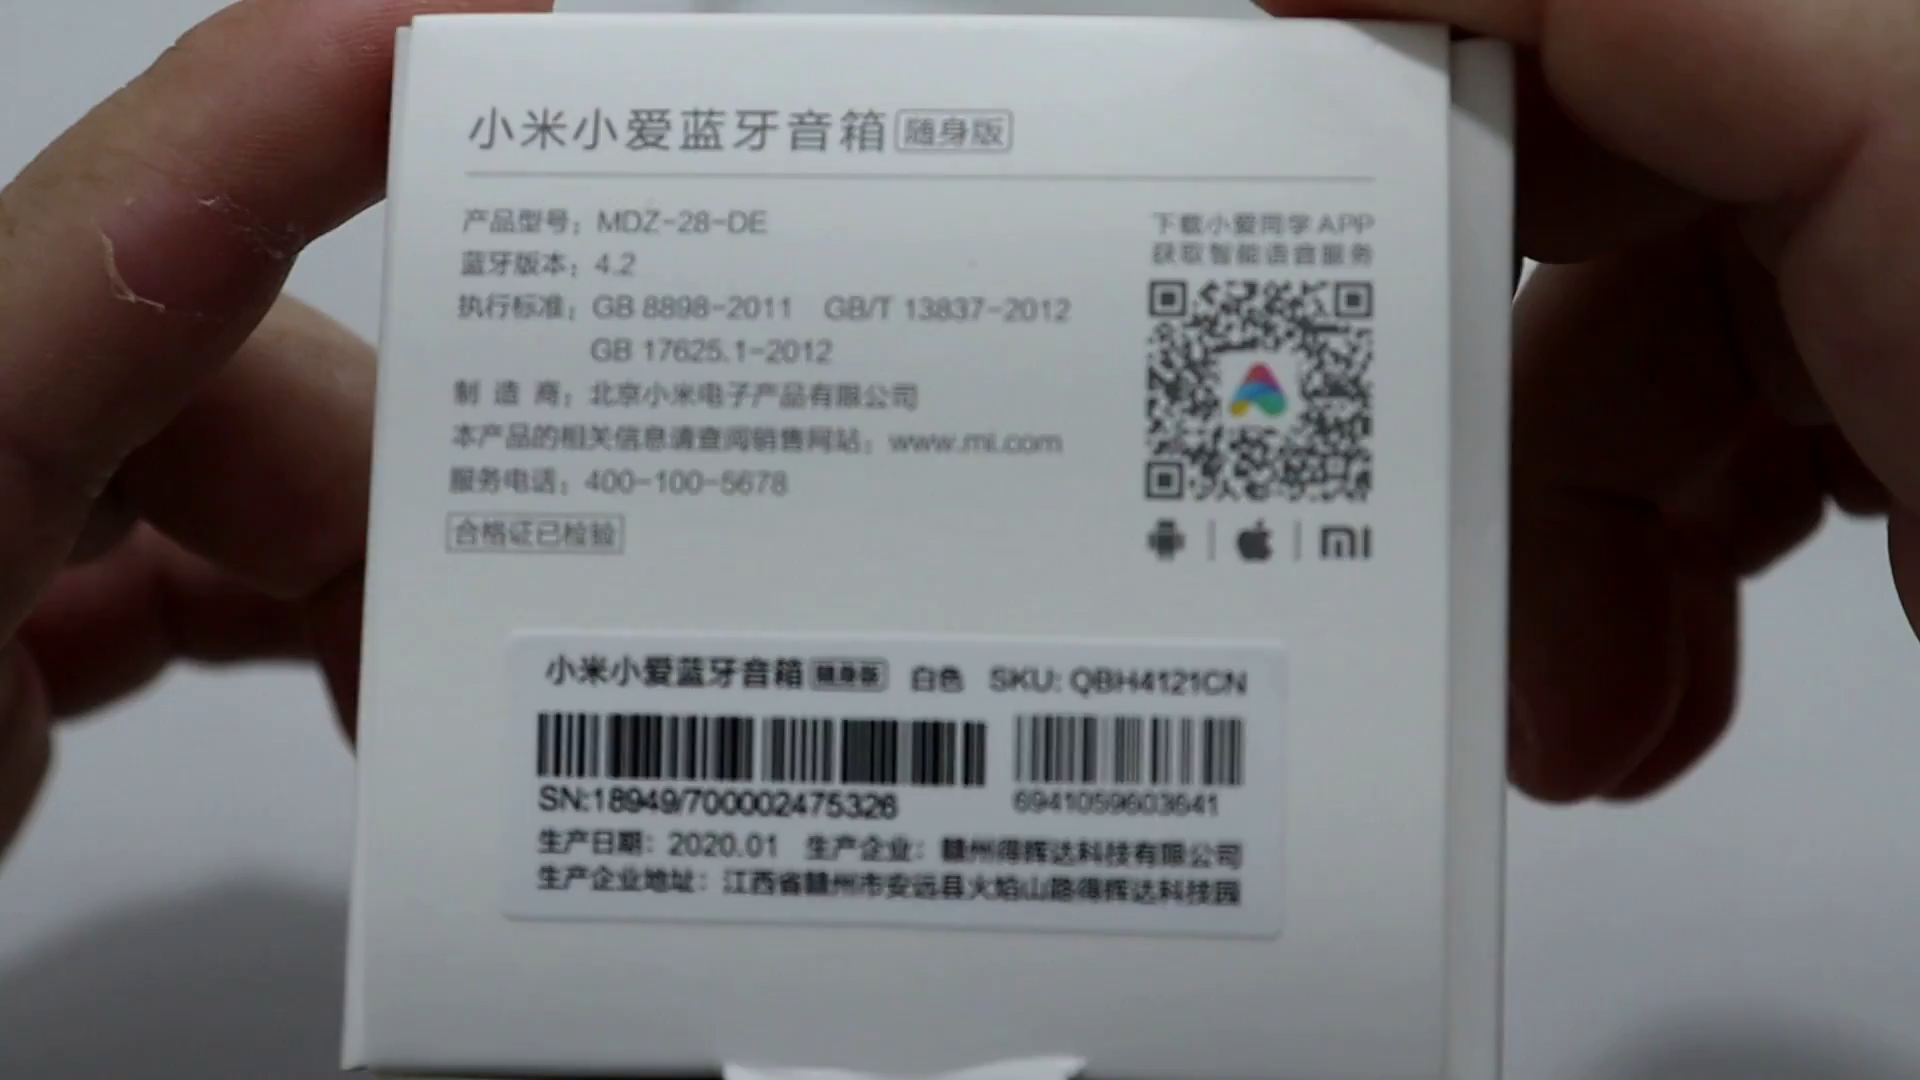 小米小爱蓝牙音箱 随身版
产品型号：MDZ-28-DE
蓝牙版本：4.2
执行标准：GB 8898-2011 GB/T 13837-2012
GB 17625.1-2012
制 造 商：北京小米电子产品有限公司
本产品的相关信息请查阅销售网站：www.mi.com
服务电话：400-100-5678
合格证已检验
下载小爱同学APP
获取智能语音服务
MI
小米小爱蓝牙音箱 随身版 白色 SKU: QBH4121CN
SN:18949/700002475326
6941059603641
生产日期：2020.01 生产企业：赣州得辉达科技有限公司
生产企业地址：江西省赣州市安远县火焰山路得辉达科技园